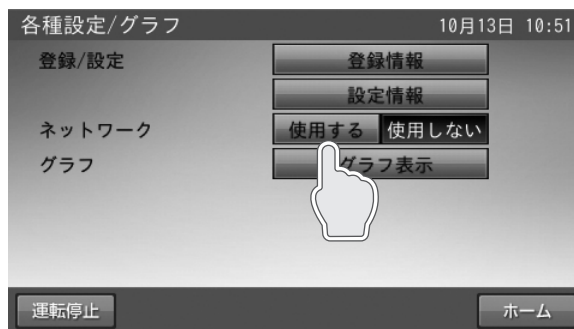 各種設定/グラフ 10月13日 10:51
登録/設定 登録情報
設定情報
ネットワーク 使用する 使用しない
グラフ グラフ表示
運転停止 ホーム